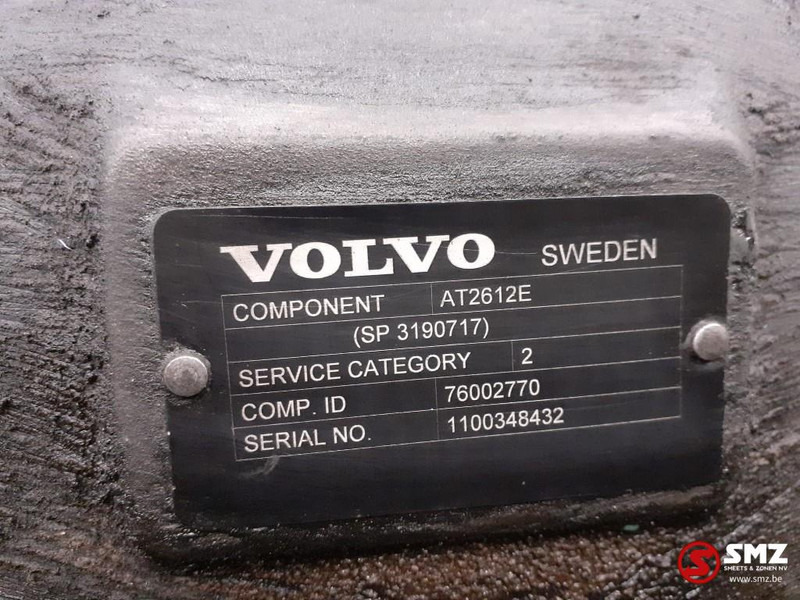 VOLVO SWEDEN
COMPONENT AT2612E
(SP 3190717)
SERVICE CATEGORY 2
COMP. ID 76002770
SERIAL NO. 1100348432
SMZ
SMEETS & ZONEN NV
www.smz.be